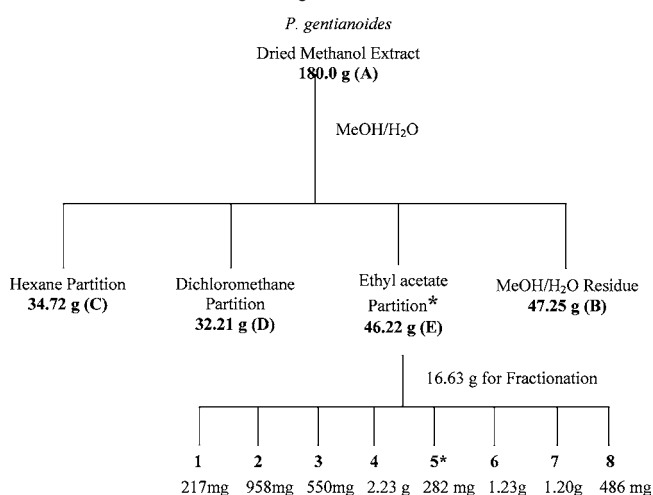 P. gentianoides
Dried Methanol Extract
180.0 g (A)
MeOH/H₂O
Hexane Partition
34.72 g (C)
Dichloromethane
Partition
32.21 g (D)
Ethyl acetate
Partition*
46.22 g (E)
MeOH/H₂O Residue
47.25 g (B)
16.63 g for Fractionation
1 2 3 4 5* 6 7 8
217mg 958mg 550mg 2.23 g 282 mg 1.23g 1.20g 486 mg